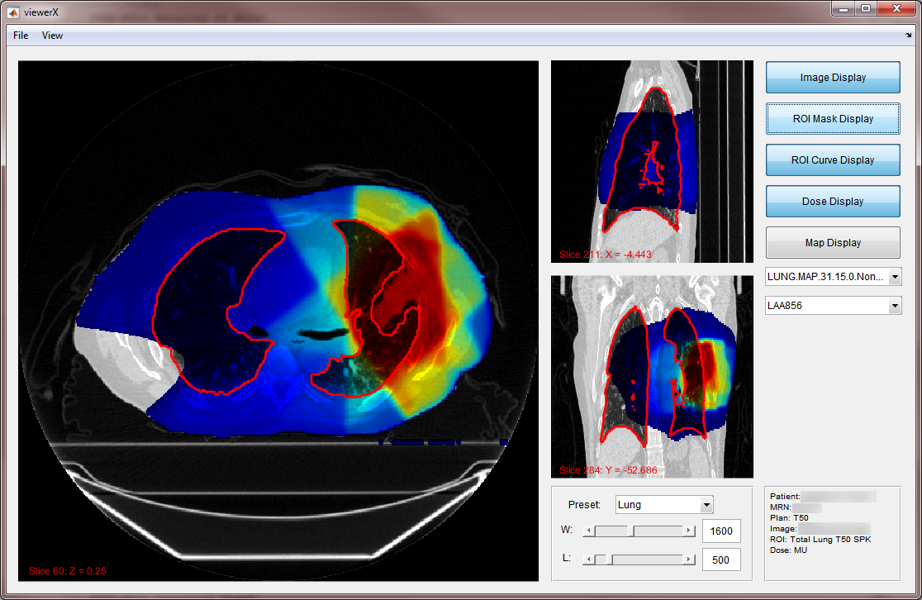 viewerX
File View
Image Display
ROI Mask Display
ROI Curve Display
Dose Display
Map Display
LUNG.MAP.31.15.0.Non...
LAA856
Slice 211: X = -4.443
Slice 284: Y = -52.686
Slice 60: Z = 0.25
Preset: Lung
W: 1600
L: 500
Patient:
MRN:
Plan: T50
Image:
ROI: Total Lung T50 SPK
Dose: MU